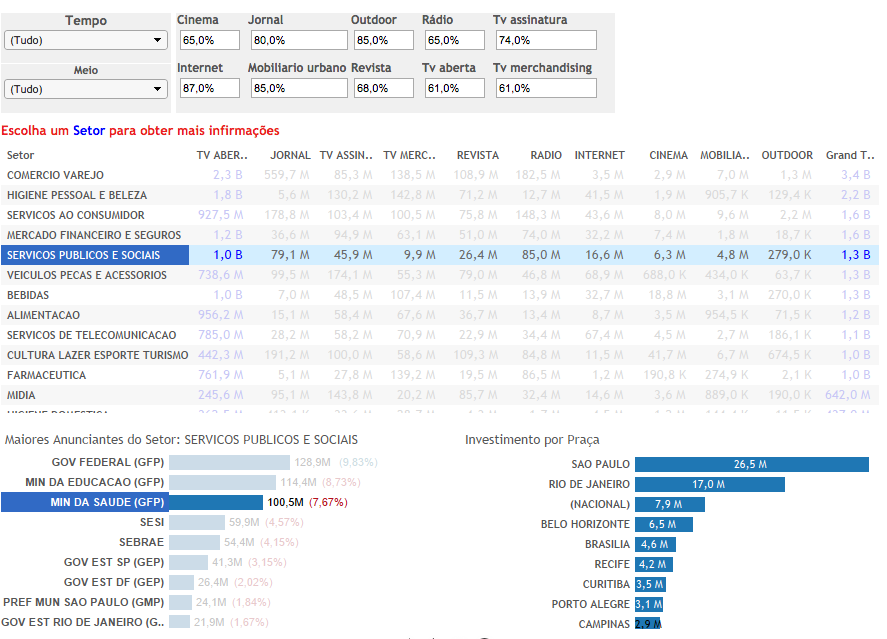 Tempo
(Tudo)
Meio
(Tudo)
Cinema Jornal Outdoor Rádio Tv assinatura
65,0% 80,0% 85,0% 65,0% 74,0%
Internet Mobiliario urbano Revista Tv aberta Tv merchandising
87,0% 85,0% 68,0% 61,0% 61,0%
Escolha um Setor para obter mais infirmações
Setor TV ABER.. JORNAL TV ASSIN.. TV MERC.. REVISTA RADIO INTERNET CINEMA MOBILIA.. OUTDOOR Grand T..
COMERCIO VAREJO 2,3 B 559,7 M 85,3 M 138,5 M 108,9 M 182,5 M 3,5 M 2,9 M 7,0 M 1,3 M 3,4 B
HIGIENE PESSOAL E BELEZA 1,8 B 5,6 M 130,2 M 142,8 M 71,2 M 12,7 M 41,5 M 1,9 M 905,7 K 129,4 K 2,2 B
SERVICOS AO CONSUMIDOR 927,5 M 178,8 M 103,4 M 100,5 M 75,8 M 148,3 M 43,6 M 8,0 M 9,6 M 2,2 M 1,6 B
MERCADO FINANCEIRO E SEGUROS 1,2 B 36,6 M 94,9 M 63,1 M 51,0 M 74,0 M 32,2 M 7,4 M 1,8 M 18,7 K 1,6 B
SERVICOS PUBLICOS E SOCIAIS 1,0 B 79,1 M 45,9 M 9,9 M 26,4 M 85,0 M 16,6 M 6,3 M 4,8 M 279,0 K 1,3 B
VEICULOS PECAS E ACESSORIOS 738,6 M 99,5 M 174,1 M 55,3 M 79,0 M 46,8 M 68,9 M 688,0 K 434,0 K 63,7 K 1,3 B
BEBIDAS 1,0 B 7,0 M 48,5 M 107,4 M 11,5 M 13,9 M 32,7 M 18,8 M 3,1 M 270,0 K 1,3 B
ALIMENTACAO 956,2 M 15,1 M 58,4 M 67,6 M 36,7 M 13,4 M 8,7 M 3,5 M 954,5 K 71,5 K 1,2 B
SERVICOS DE TELECOMUNICACAO 785,0 M 28,2 M 58,2 M 70,9 M 22,9 M 34,4 M 67,4 M 4,5 M 2,7 M 186,1 K 1,1 B
CULTURA LAZER ESPORTE TURISMO 442,3 M 191,2 M 100,0 M 58,6 M 109,3 M 84,8 M 11,5 M 41,7 M 6,7 M 674,5 K 1,0 B
FARMACEUTICA 761,9 M 5,1 M 27,8 M 139,2 M 19,5 M 86,5 M 1,2 M 190,8 K 274,9 K 2,1 K 1,0 B
MIDIA 245,6 M 95,1 M 143,8 M 20,2 M 85,7 M 32,4 M 14,6 M 3,6 M 889,0 K 190,0 K 642,0 M
Maiores Anunciantes do Setor: SERVICOS PUBLICOS E SOCIAIS
GOV FEDERAL (GFP) 128,9M (9,83%)
MIN DA EDUCACAO (GFP) 114,4M (8,73%)
MIN DA SAUDE (GFP) 100,5M (7,67%)
SESI 59,9M (4,57%)
SEBRAE 54,4M (4,15%)
GOV EST SP (GEP) 41,3M (3,15%)
GOV EST DF (GEP) 26,4M (2,02%)
PREF MUN SAO PAULO (GMP) 24,1M (1,84%)
GOV EST RIO DE JANEIRO (G.. 21,9M (1,67%)
Investimento por Praça
SAO PAULO 26,5 M
RIO DE JANEIRO 17,0 M
(NACIONAL) 7,9 M
BELO HORIZONTE 6,5 M
BRASILIA 4,6 M
RECIFE 4,2 M
CURITIBA 3,5 M
PORTO ALEGRE 3,1 M
CAMPINAS 2,9 M